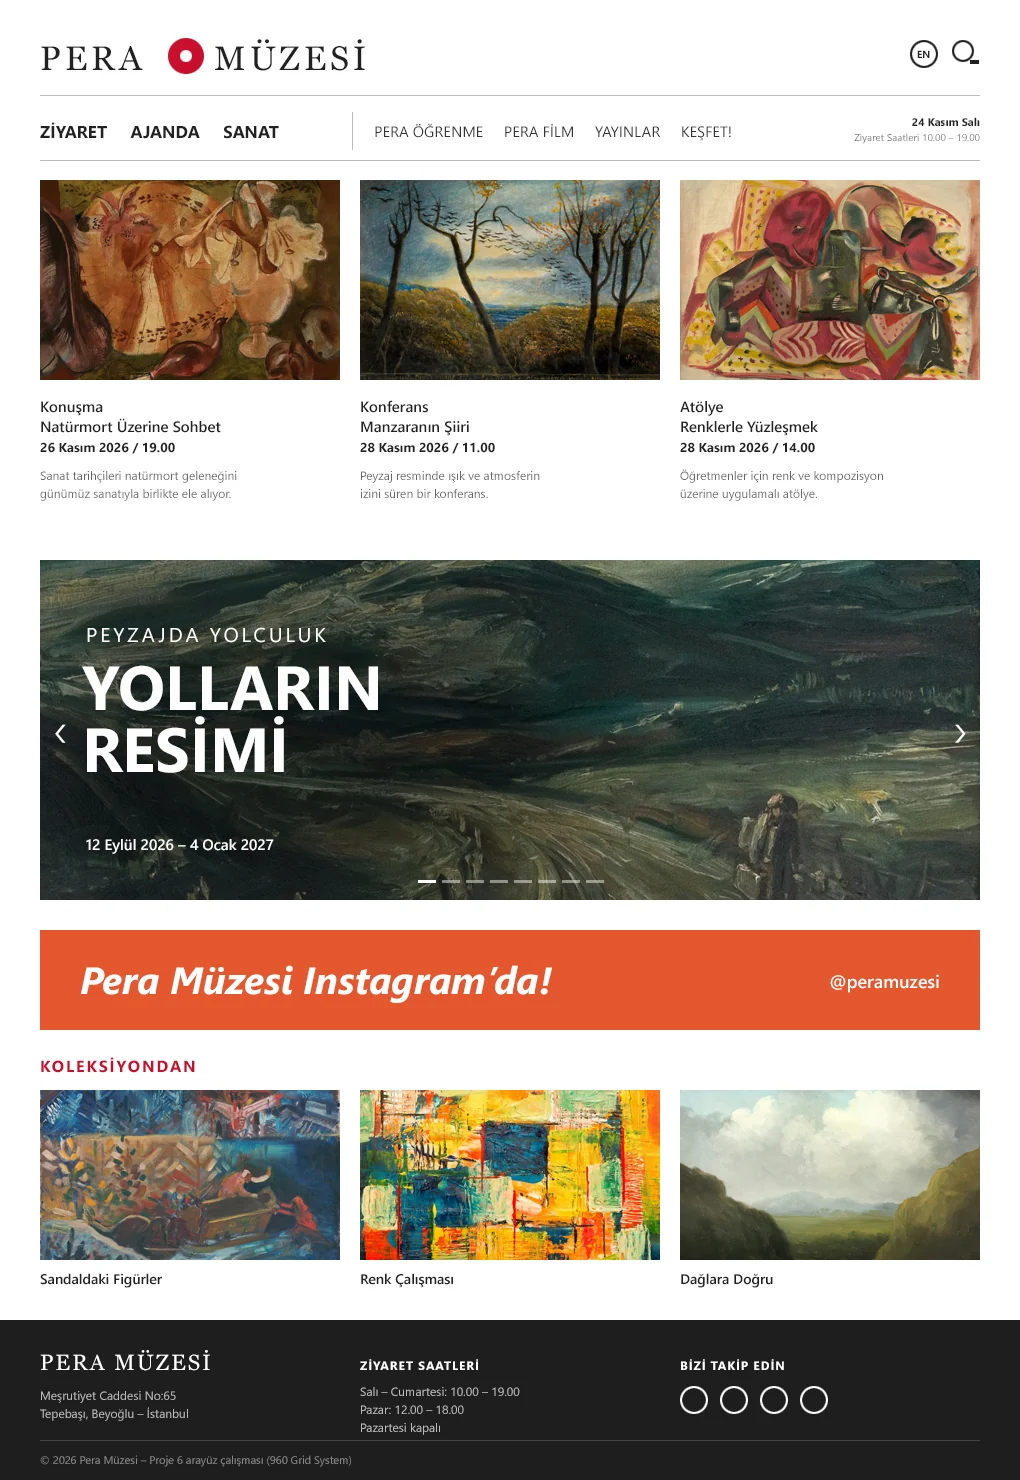 PERA MÜZESİ
EN
ZİYARET AJANDA SANAT
PERA ÖĞRENME PERA FİLM YAYINLAR KEŞFET!
24 Kasım Salı
Ziyaret Saatleri 10.00 – 19.00
Konuşma
Natürmort Üzerine Sohbet
26 Kasım 2026 / 19.00
Sanat tarihçileri natürmort geleneğini
günümüz sanatıyla birlikte ele alıyor.
Konferans
Manzaranın Şiiri
28 Kasım 2026 / 11.00
Peyzaj resminde ışık ve atmosferin
izini süren bir konferans.
Atölye
Renklerle Yüzleşmek
28 Kasım 2026 / 14.00
Öğretmenler için renk ve kompozisyon
üzerine uygulamalı atölye.
PEYZAJDA YOLCULUK
YOLLARIN
RESİMİ
12 Eylül 2026 – 4 Ocak 2027
Pera Müzesi Instagram’da!
@peramuzesi
KOLEKSİYONDAN
Sandaldaki Figürler
Renk Çalışması
Dağlara Doğru
PERA MÜZESİ
Meşrutiyet Caddesi No:65
Tepebaşı, Beyoğlu – İstanbul
ZİYARET SAATLERİ
Salı – Cumartesi: 10.00 – 19.00
Pazar: 12.00 – 18.00
Pazartesi kapalı
BİZİ TAKİP EDİN
© 2026 Pera Müzesi – Proje 6 arayüz çalışması (960 Grid System)